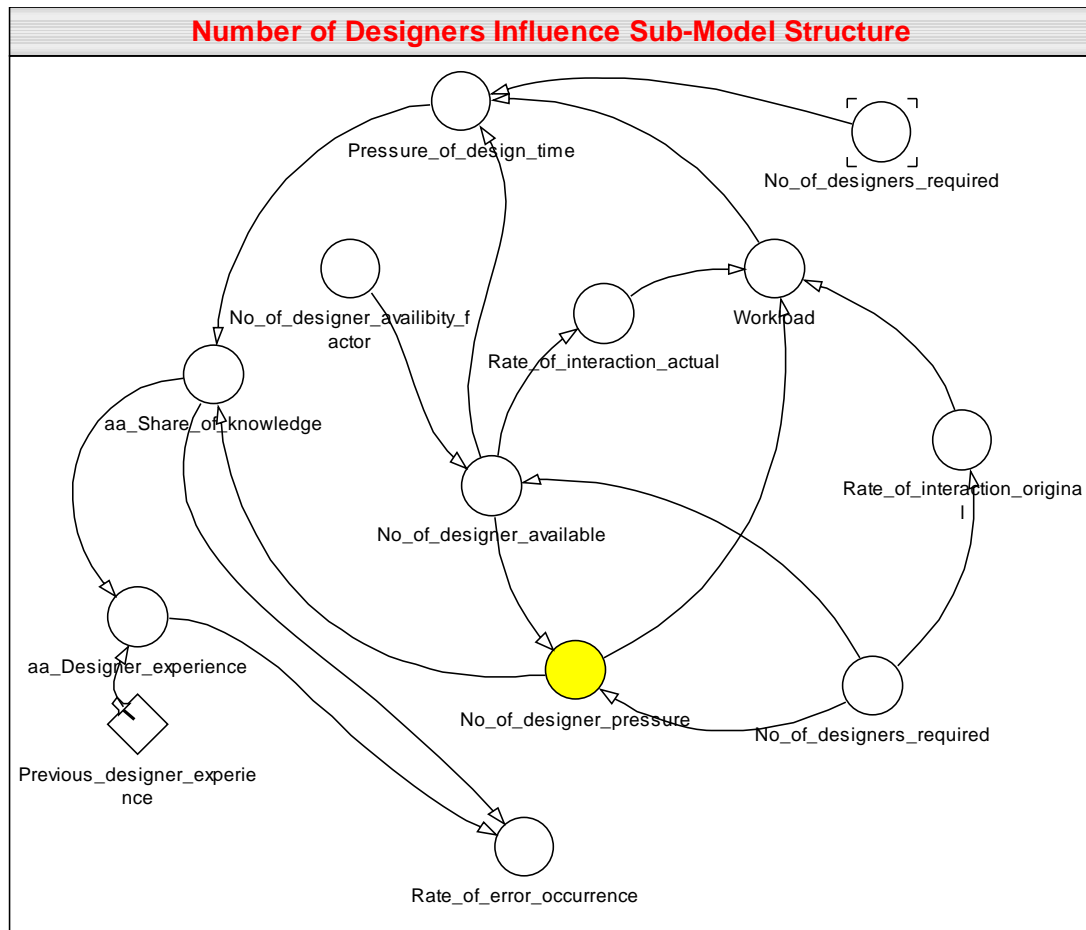 Number of Designers Influence Sub-Model Structure
Pressure_of_design_time
No_of_designers_required
No_of_designer_availibity_f
actor
Rate_of_interaction_actual
Workload
aa_Share_of_knowledge
Rate_of_interaction_origina
l
No_of_designer_available
aa_Designer_experience
No_of_designer_pressure
No_of_designers_required
Previous_designer_experie
nce
Rate_of_error_occurrence